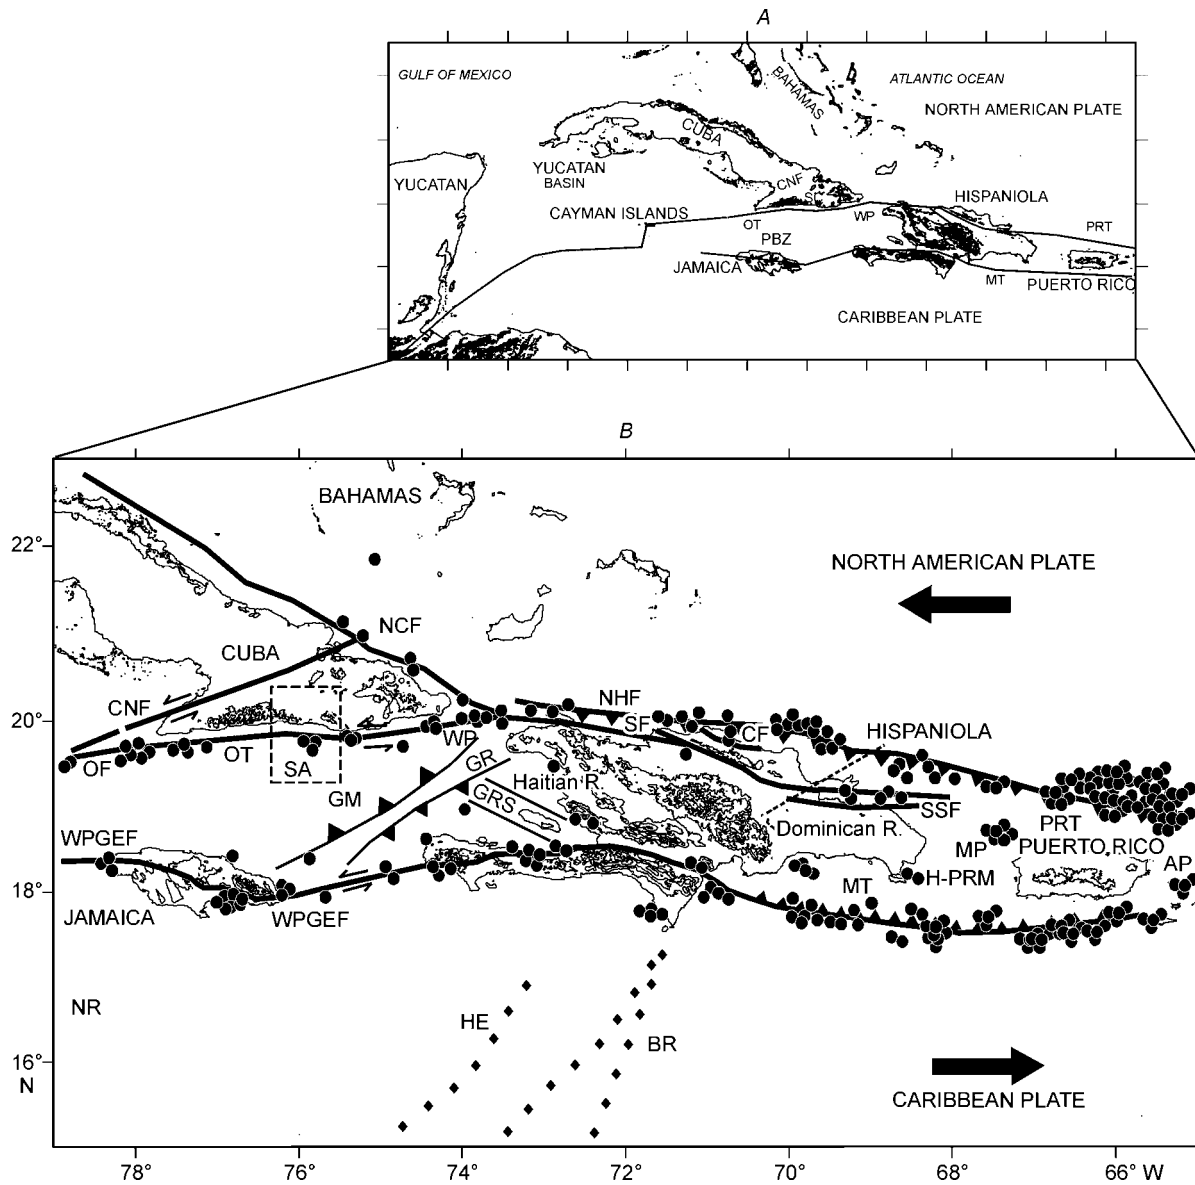 A
GULF OF MEXICO
ATLANTIC OCEAN
BAHAMAS
NORTH AMERICAN PLATE
CUBA
YUCATAN
YUCATAN
BASIN
CNF
SC
HISPANIOLA
CAYMAN ISLANDS
OT
WP
PRT
PBZ
JAMAICA
MT
PUERTO RICO
CARIBBEAN PLATE
B
BAHAMAS
22°
NORTH AMERICAN PLATE
NCF
CUBA
CNF
NHF
20°
SF
CF
HISPANIOLA
WP
OT
OF
SA
GR
Haitian R.
GM
GRS
SSF
Dominican R.
PRT
WPGEF
MP
PUERTO RICO
AP
H-PRM
MT
18°
JAMAICA
WPGEF
NR
HE
BR
16°
N
CARIBBEAN PLATE
78°
76°
74°
72°
70°
68°
66° W